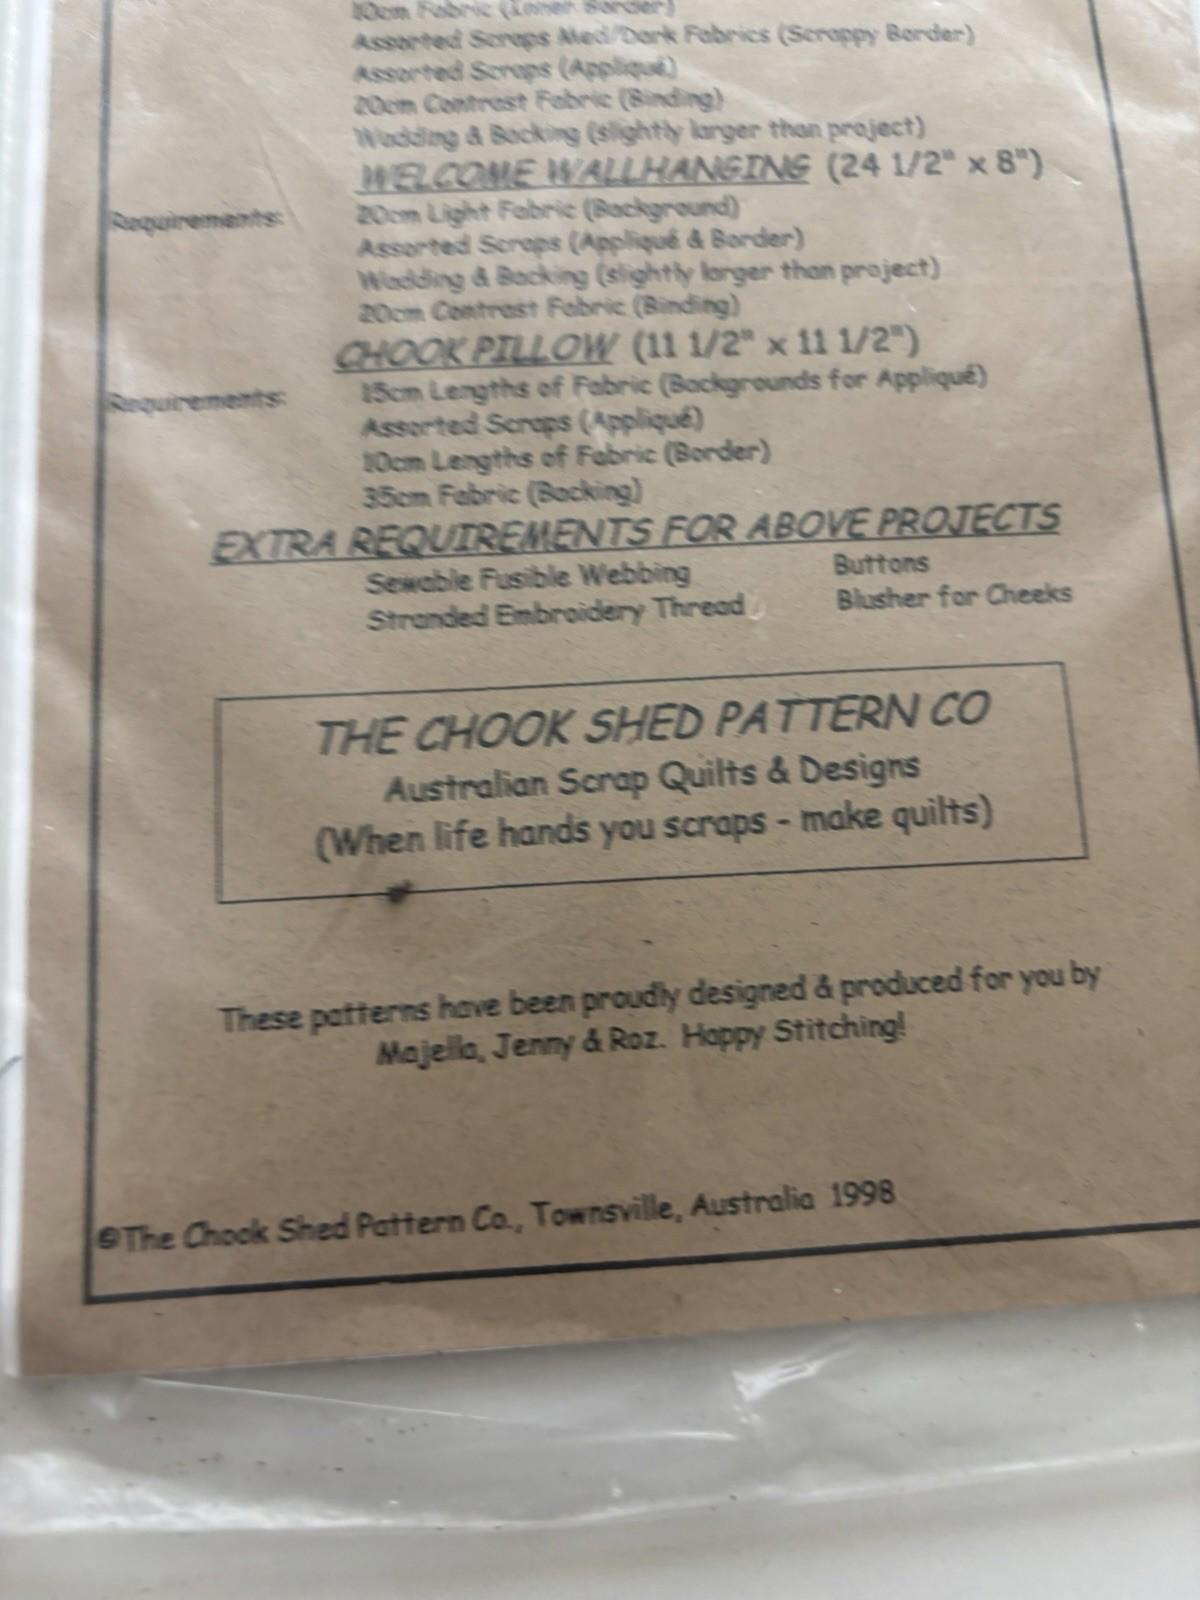 10cm Fabric (Inner Border)
Assorted Scraps Med/Dark Fabrics (Scrappy Border)
Assorted Scraps (Appliqué)
20cm Contrast Fabric (Binding)
Wadding & Backing (slightly larger than project)
WELCOME WALLHANGING (24 1/2" x 8")
Requirements: 20cm Light Fabric (Background)
Assorted Scraps (Appliqué & Border)
Wadding & Backing (slightly larger than project)
20cm Contrast Fabric (Binding)
CHOOK PILLOW (11 1/2" x 11 1/2")
Requirements: 15cm Lengths of Fabric (Backgrounds for Appliqué)
Assorted Scraps (Appliqué)
10cm Lengths of Fabric (Border)
35cm Fabric (Backing)
EXTRA REQUIREMENTS FOR ABOVE PROJECTS
Sewable Fusible Webbing Buttons
Stranded Embroidery Thread Blusher for Cheeks
THE CHOOK SHED PATTERN CO
Australian Scrap Quilts & Designs
(When life hands you scraps - make quilts)
These patterns have been proudly designed & produced for you by
Majella, Jenny & Roz. Happy Stitching!
©The Chook Shed Pattern Co., Townsville, Australia 1998